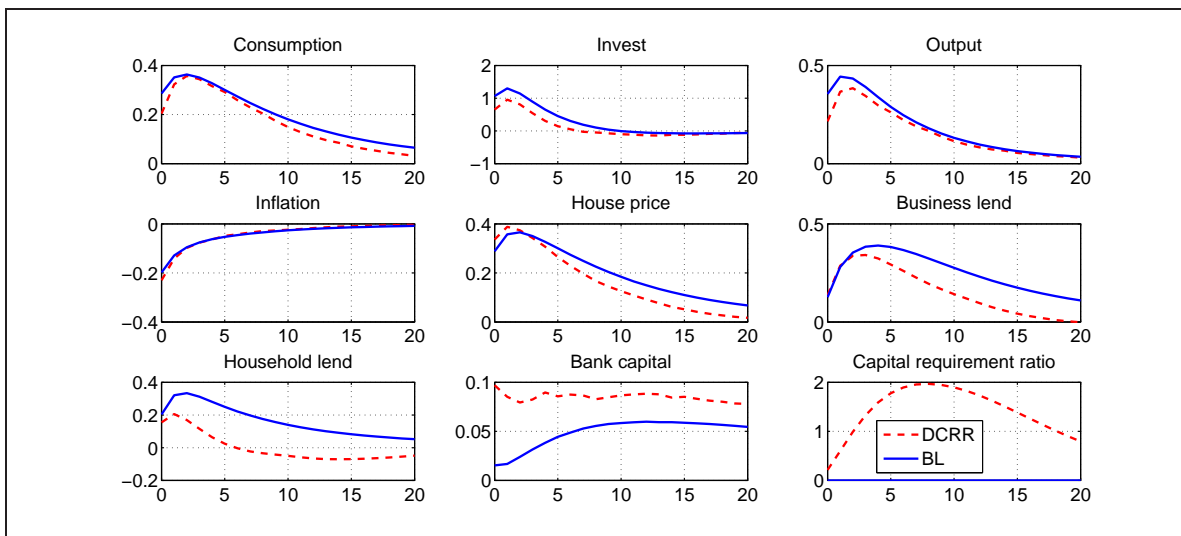 Consumption
0.4
0.2
0
0 5 10 15 20
Invest
2
1
0
−1
0 5 10 15 20
Output
0.5
0
0 5 10 15 20
Inflation
0
−0.2
−0.4
0 5 10 15 20
House price
0.4
0.2
0
0 5 10 15 20
Business lend
0.5
0
0 5 10 15 20
Household lend
0.4
0.2
0
−0.2
0 5 10 15 20
Bank capital
0.1
0.05
0
0 5 10 15 20
Capital requirement ratio
2
1
0
0 5 10 15 20
DCRR
BL